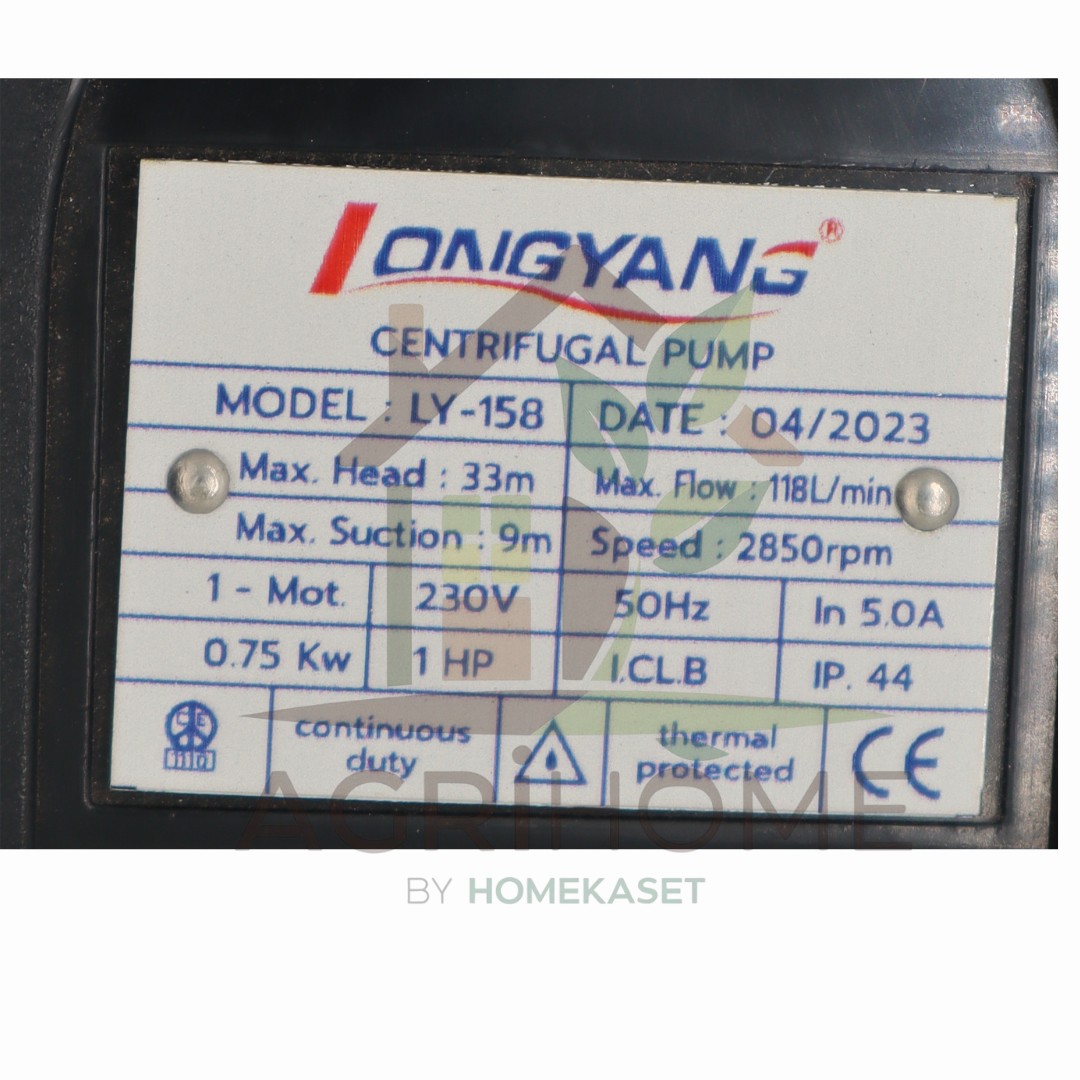 LONGYANG ®
CENTRIFUGAL PUMP
MODEL : LY-158 DATE : 04/2023
Max. Head : 33m Max. Flow : 118L/min
Max. Suction : 9m Speed : 2850rpm
1 - Mot. 230V 50Hz In 5.0A
0.75 Kw 1 HP I.CL.B IP. 44
continuous duty thermal protected CE
AGRIHOME
BY HOMEKASET